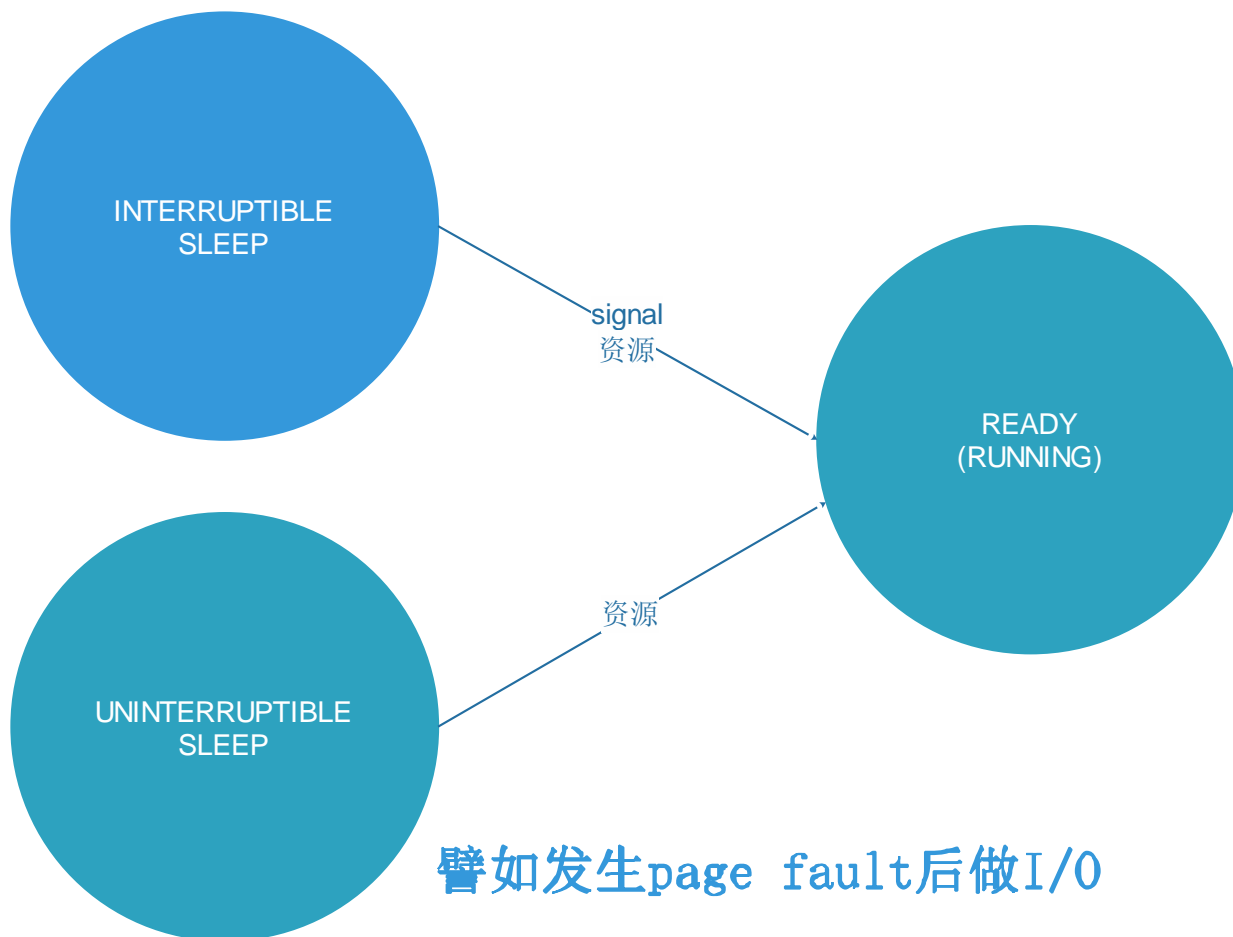 INTERRUPTIBLE
SLEEP
signal
资源
READY
(RUNNING)
资源
UNINTERRUPTIBLE
SLEEP
譬如发生page fault后做I/O